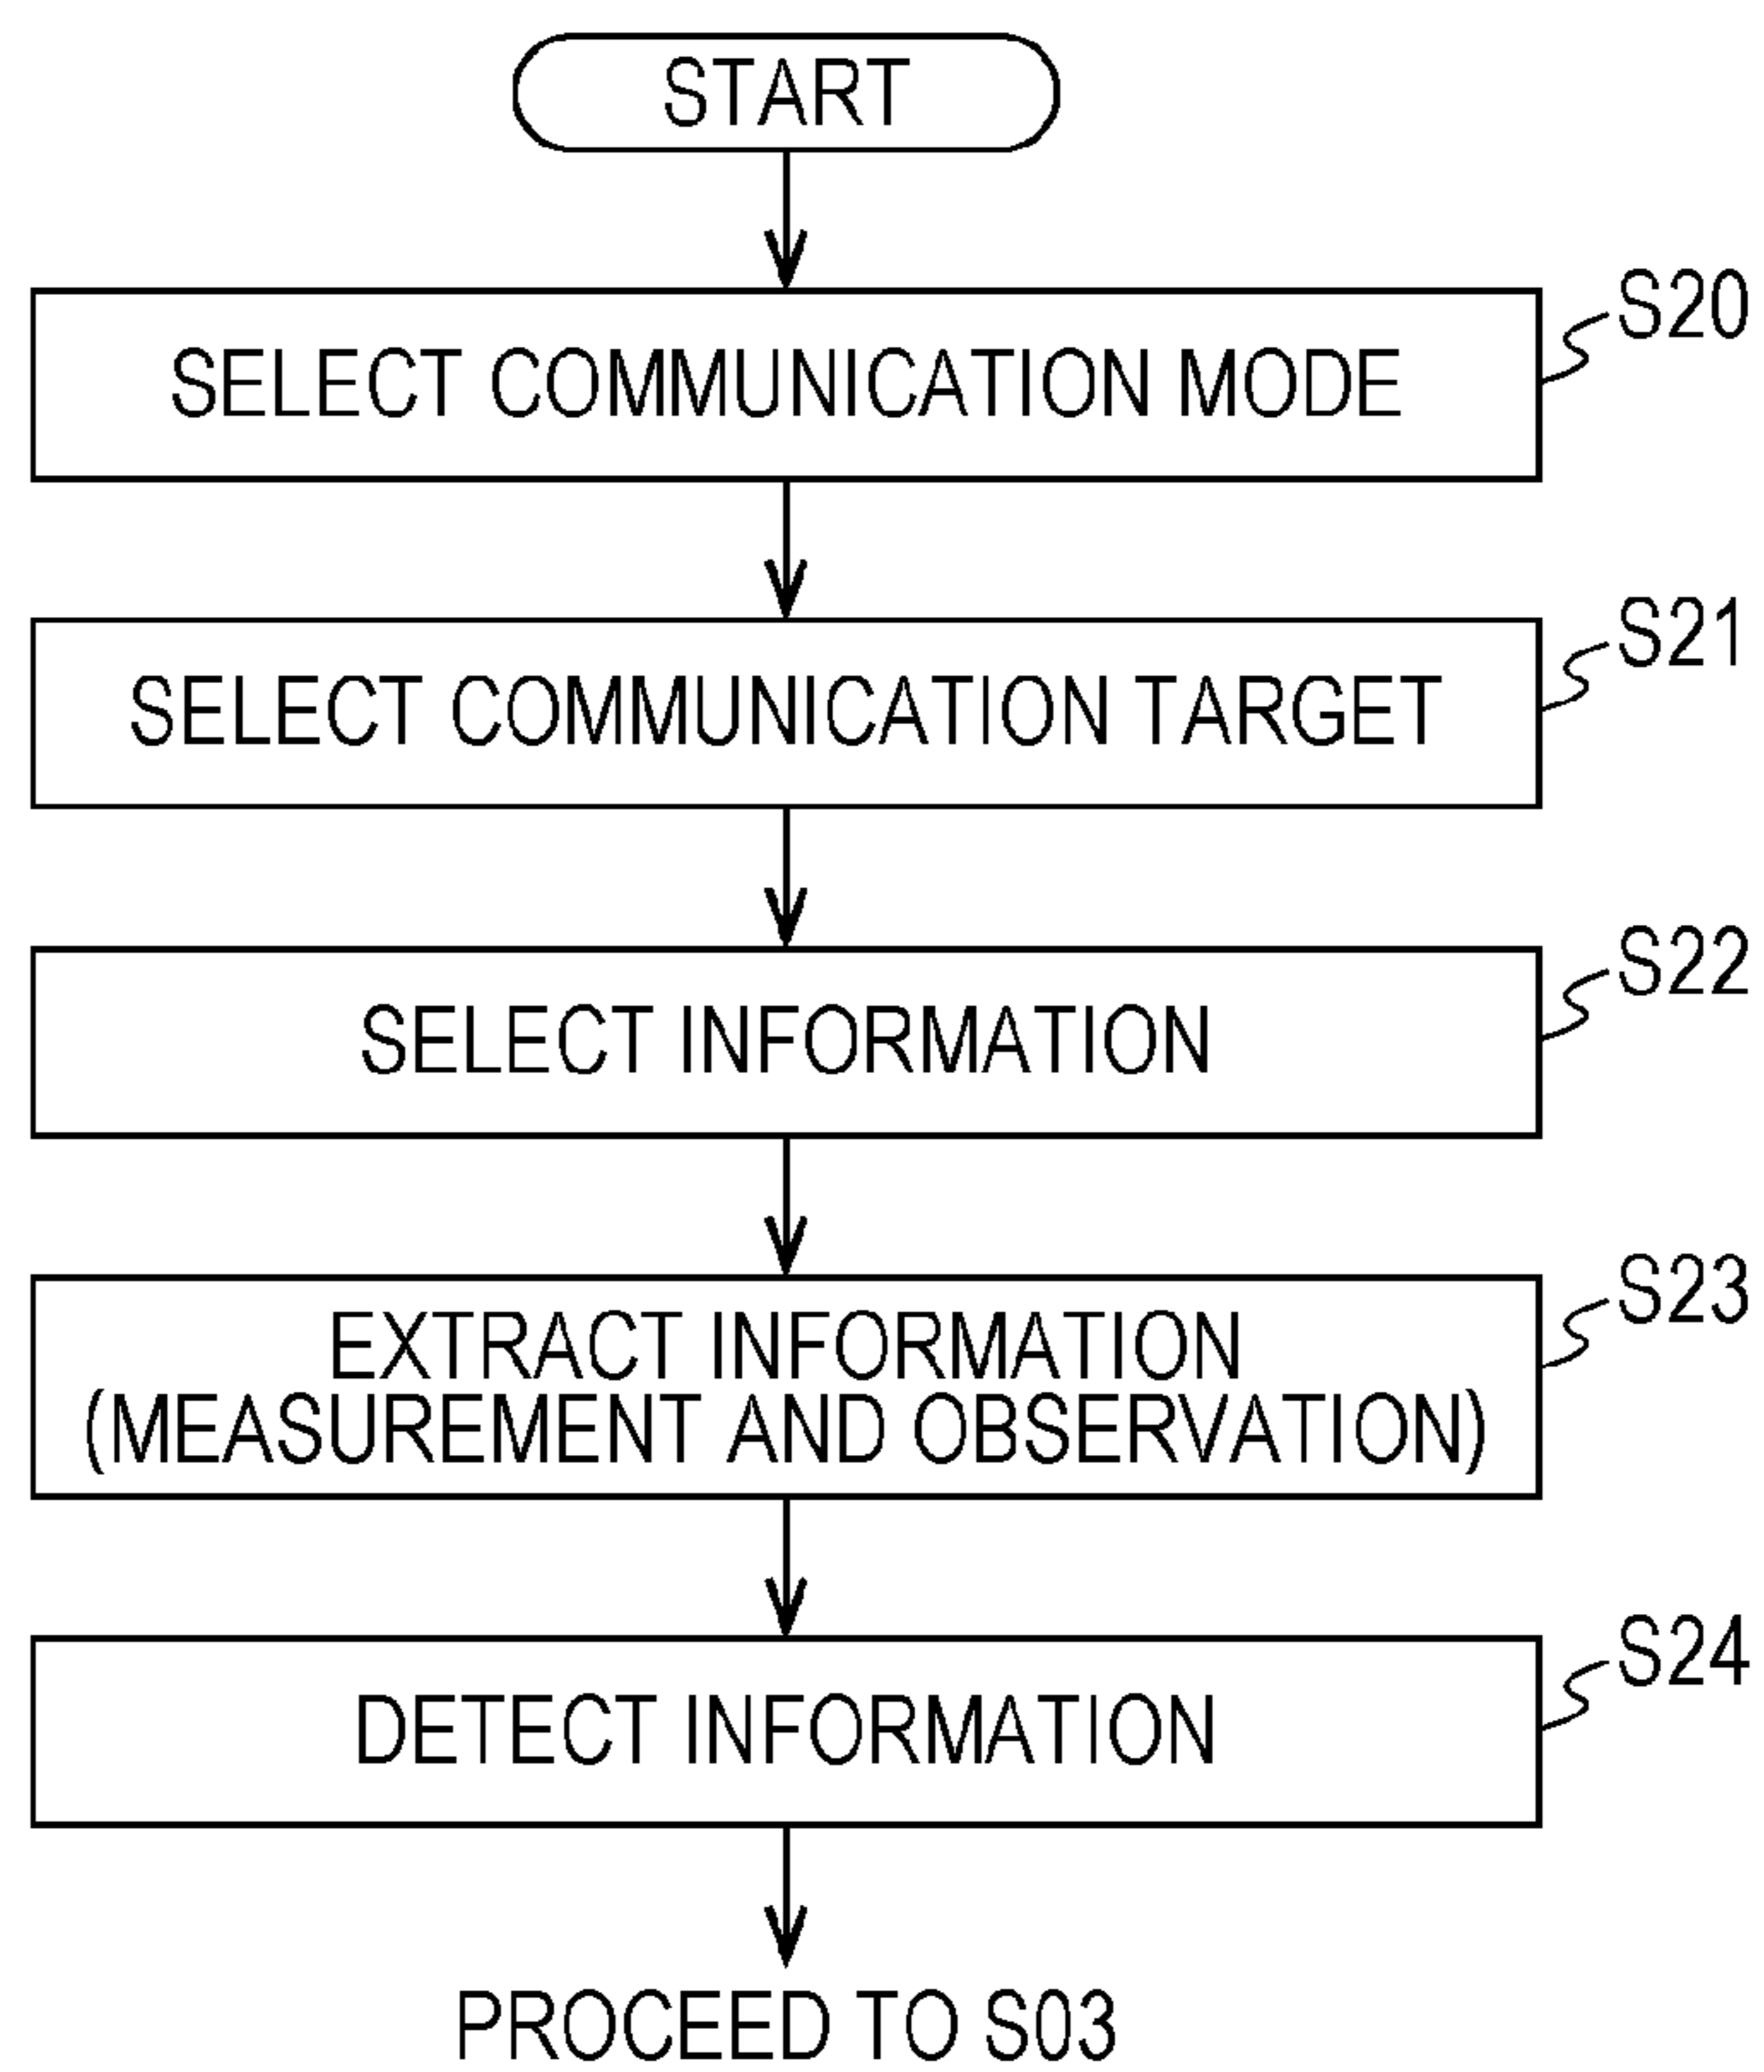 START
S20
SELECT COMMUNICATION MODE
S21
SELECT COMMUNICATION TARGET
S22
SELECT INFORMATION
S23
EXTRACT INFORMATION
(MEASUREMENT AND OBSERVATION)
S24
DETECT INFORMATION
PROCEED TO S03